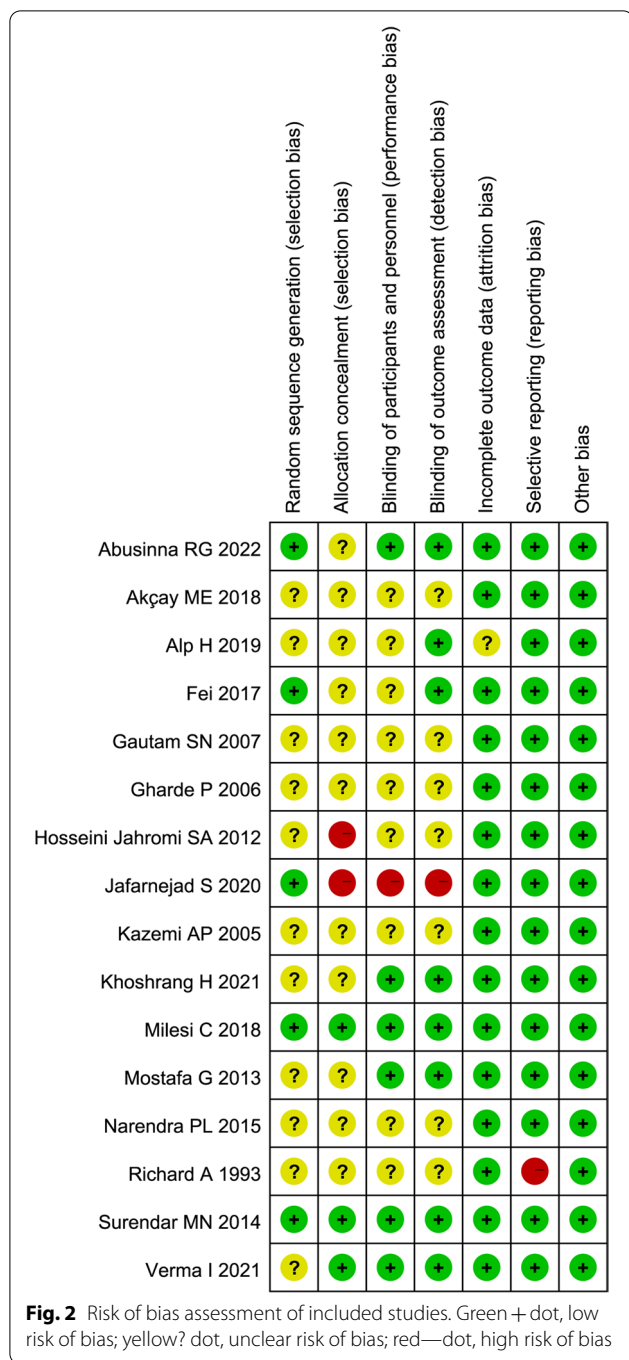 Random sequence generation (selection bias)
Allocation concealment (selection bias)
Blinding of participants and personnel (performance bias)
Blinding of outcome assessment (detection bias)
Incomplete outcome data (attrition bias)
Selective reporting (reporting bias)
Other bias
Abusinna RG 2022 + ? + + + + +
Akçay ME 2018 ? ? ? ? + + +
Alp H 2019 ? ? ? + ? + +
Fei 2017 + ? ? + + + +
Gautam SN 2007 ? ? ? ? + + +
Gharde P 2006 ? ? ? ? + + +
Hosseini Jahromi SA 2012 ? - ? ? + + +
Jafarnejad S 2020 + - - - + + +
Kazemi AP 2005 ? ? ? ? + + +
Khoshrang H 2021 ? ? + + + + +
Milesi C 2018 + + + + + + +
Mostafa G 2013 ? ? + + + + +
Narendra PL 2015 ? ? ? ? + + +
Richard A 1993 ? ? ? ? + - +
Surendar MN 2014 + + + + + + +
Verma I 2021 ? + + + + + +
Fig. 2 Risk of bias assessment of included studies. Green + dot, low
risk of bias; yellow? dot, unclear risk of bias; red—dot, high risk of bias